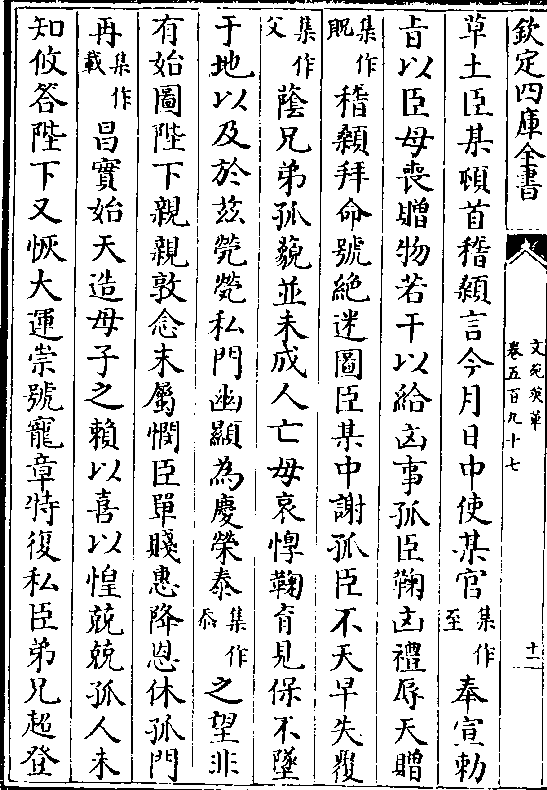 欽定四庫全書
文苑英華
卷五百九十七
十一
草土臣某頓首稽顙言今月日中使某官集作至奉宣勅
旨以臣母喪贈物若干以給凶事孤臣鞠凶禮辱天贈
集作貺稽顙拜命號絶迷圖臣某中謝孤臣不天早失覆
集作父蔭兄弟孤藐並未成人亡母哀惸鞠育見保不墜
于地以及於兹煢煢私門幽顯為慶榮泰集作忝之望非
有始圖陛下親親敦念末屬憫臣單賤惠降恩休孤門
再集作載昌實始天造母子之賴以喜以惶兢兢孤人未
知攸答陛下又恢大運崇號寵章特復私臣弟兄超登